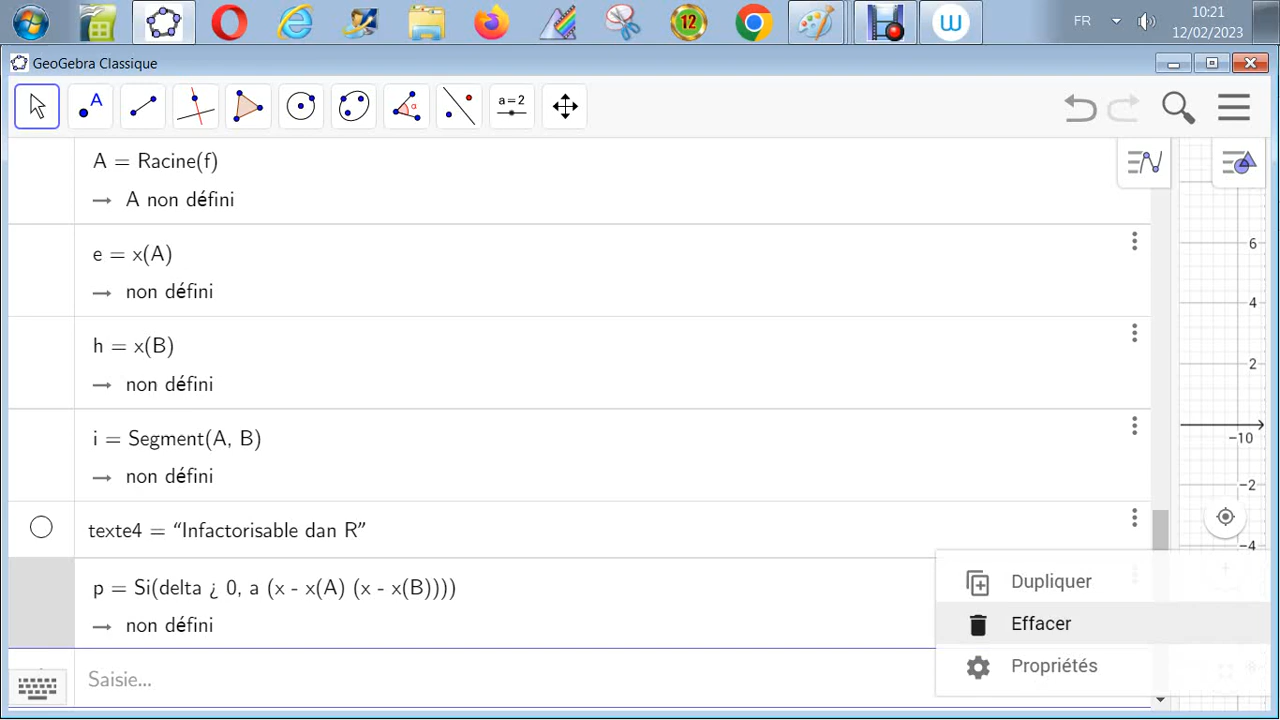 12
W
FR
10:21
12/02/2023
GeoGebra Classique
A
α
a=2
A = Racine(f)
→ A non défini
e = x(A)
→ non défini
h = x(B)
→ non défini
i = Segment(A, B)
→ non défini
texte4 = “Infactorisable dan R”
p = Si(delta ¿ 0, a (x - x(A) (x - x(B))))
→ non défini
Saisie...
6
4
2
−10
−2
−4
Dupliquer
Effacer
Propriétés